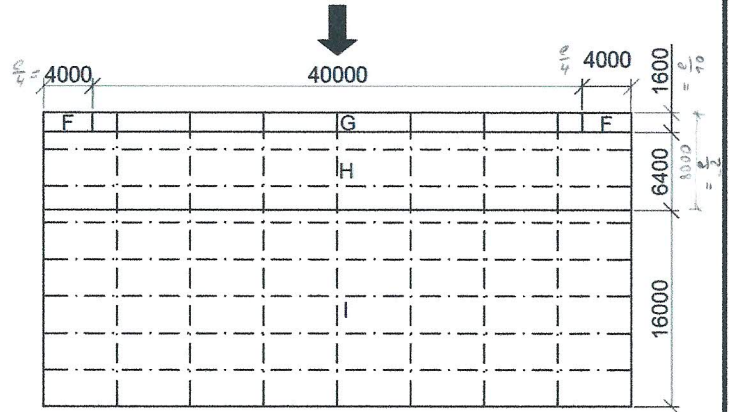 e/4 = 4000 40000 e/4 4000
1600 = e/10
F G F
H
6400 8000 = e/2
I
16000